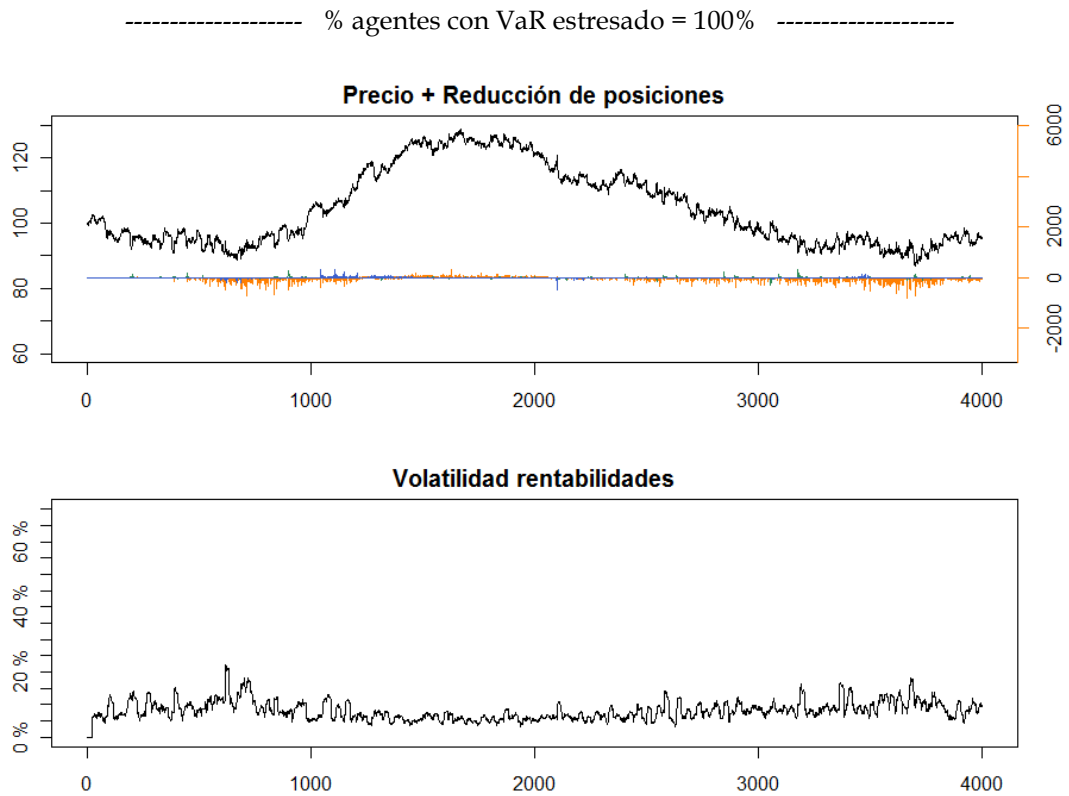 -------------------- % agentes con VaR estresado = 100% --------------------
Precio + Reducción de posiciones
120
100
80
60
6000
2000
0
-2000
0 1000 2000 3000 4000
Volatilidad rentabilidades
60 %
40 %
20 %
0 %
0 1000 2000 3000 4000